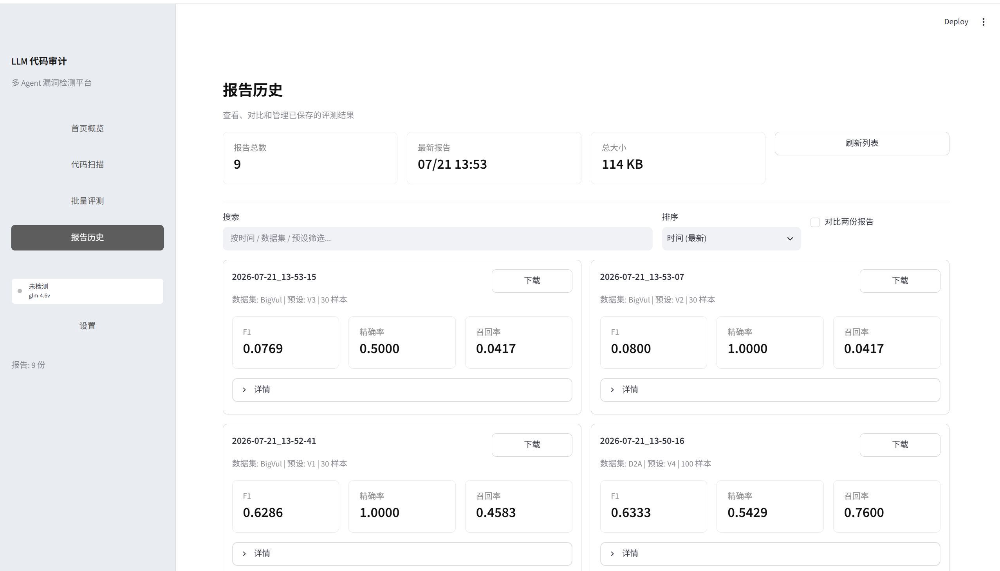 Deploy
LLM 代码审计
多 Agent 漏洞检测平台
首页概览
代码扫描
批量评测
报告历史
未检测
glm-4.6v
设置
报告: 9 份
报告历史
查看、对比和管理已保存的评测结果
报告总数
9
最新报告
07/21 13:53
总大小
114 KB
刷新列表
搜索
按时间 / 数据集 / 预设筛选...
排序
时间 (最新)
对比两份报告
2026-07-21_13-53-15
下载
数据集: BigVul | 预设: V3 | 30 样本
F1
0.0769
精确率
0.5000
召回率
0.0417
详情
2026-07-21_13-53-07
下载
数据集: BigVul | 预设: V2 | 30 样本
F1
0.0800
精确率
1.0000
召回率
0.0417
详情
2026-07-21_13-52-41
下载
数据集: BigVul | 预设: V1 | 30 样本
F1
0.6286
精确率
1.0000
召回率
0.4583
详情
2026-07-21_13-50-16
下载
数据集: D2A | 预设: V4 | 100 样本
F1
0.6333
精确率
0.5429
召回率
0.7600
详情